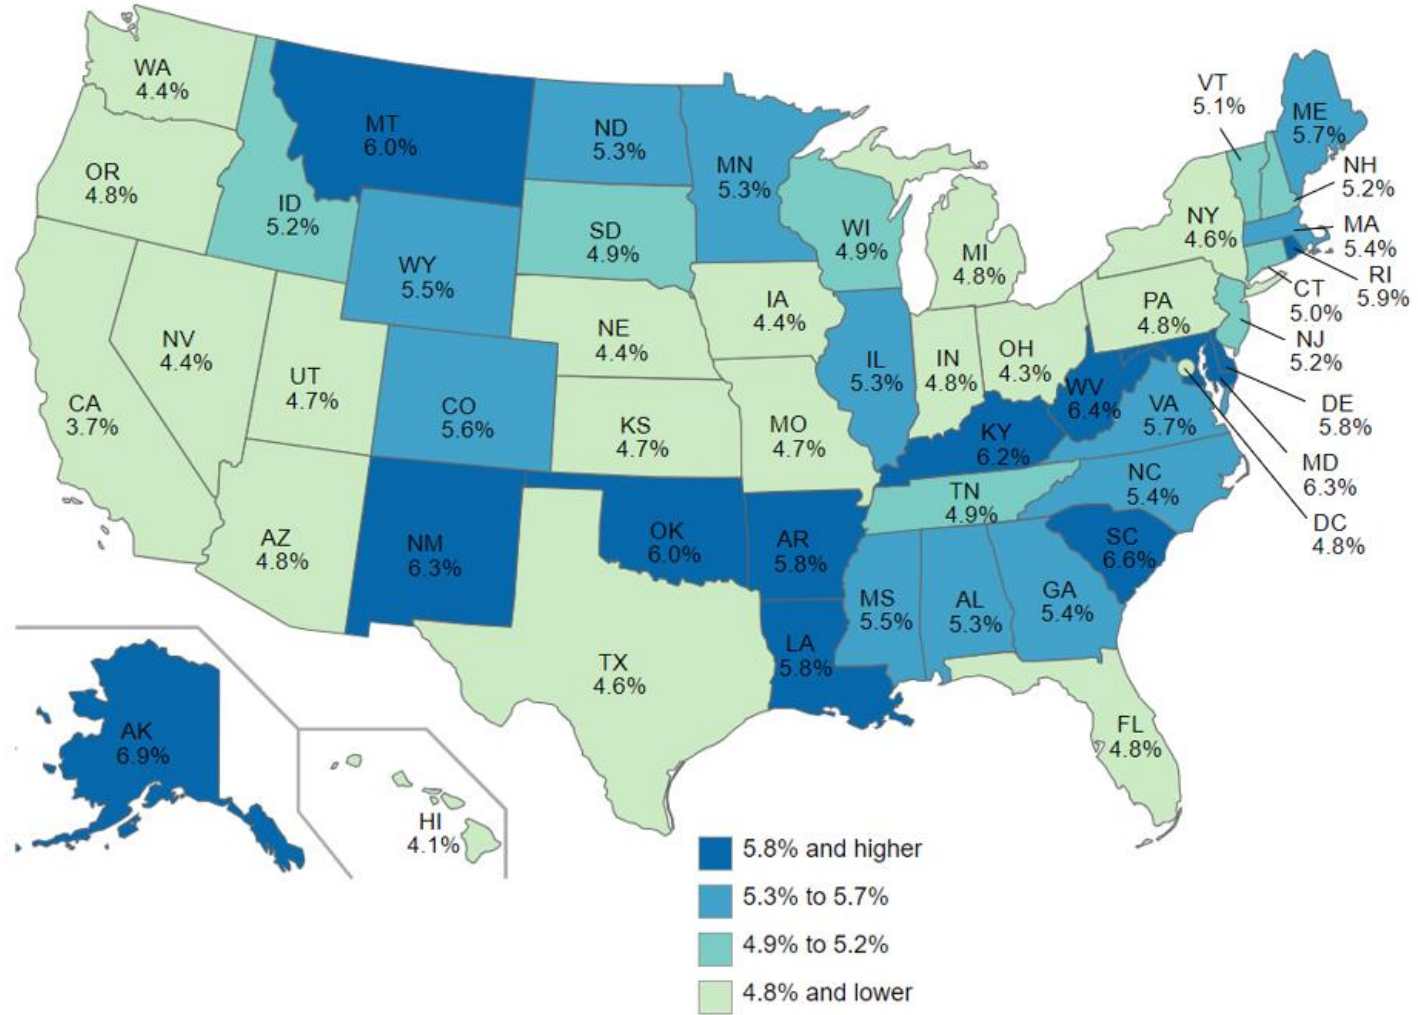 WA
4.4%
OR
4.8%
CA
3.7%
NV
4.4%
ID
5.2%
MT
6.0%
WY
5.5%
UT
4.7%
CO
5.6%
AZ
4.8%
NM
6.3%
ND
5.3%
SD
4.9%
NE
4.4%
KS
4.7%
OK
6.0%
TX
4.6%
MN
5.3%
IA
4.4%
MO
4.7%
AR
5.8%
LA
5.8%
WI
4.9%
IL
5.3%
MI
4.8%
IN
4.8%
OH
4.3%
KY
6.2%
TN
4.9%
MS
5.5%
AL
5.3%
GA
5.4%
FL
4.8%
SC
6.6%
NC
5.4%
VA
5.7%
WV
6.4%
PA
4.8%
NY
4.6%
VT
5.1%
ME
5.7%
NH
5.2%
MA
5.4%
RI
5.9%
CT
5.0%
NJ
5.2%
DE
5.8%
MD
6.3%
DC
4.8%
AK
6.9%
HI
4.1%
5.8% and higher
5.3% to 5.7%
4.9% to 5.2%
4.8% and lower